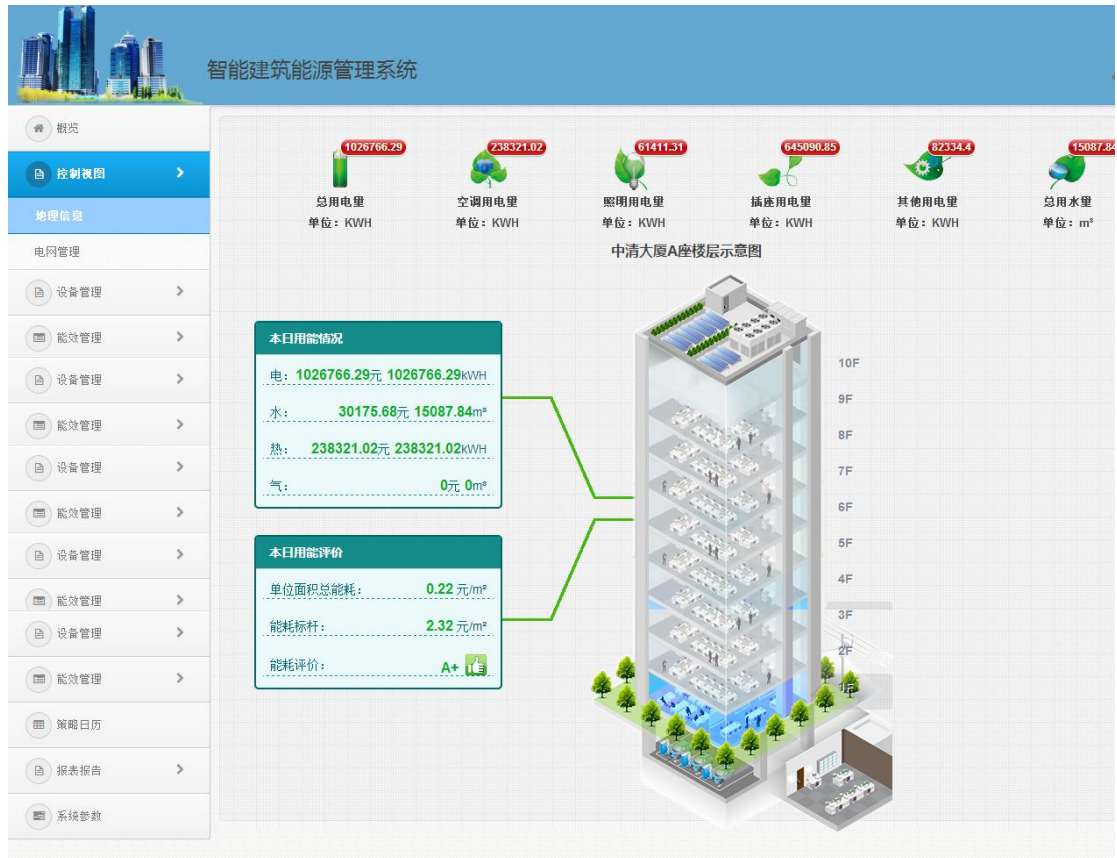 智能建筑能源管理系统
概览
控制视图
地理信息
电网管理
设备管理
能效管理
设备管理
能效管理
设备管理
能效管理
设备管理
能效管理
设备管理
能效管理
策略日历
报表报告
系统参数
1026766.29
238321.02
61411.31
645090.85
82334.4
15087.84
总用电量
空调用电量
照明用电量
插座用电量
其他用电量
总用水量
单位：KWH
单位：KWH
单位：KWH
单位：KWH
单位：KWH
单位：m³
中清大厦A座楼层示意图
本日用能情况
电：1026766.29元 1026766.29KWH
水：30175.68元 15087.84m³
热：238321.02元 238321.02KWH
气：0元 0m³
本日用能评价
单位面积总能耗：0.22 元/m²
能耗标杆：2.32 元/m²
能耗评价：A+
10F
9F
8F
7F
6F
5F
4F
3F
2F
1F